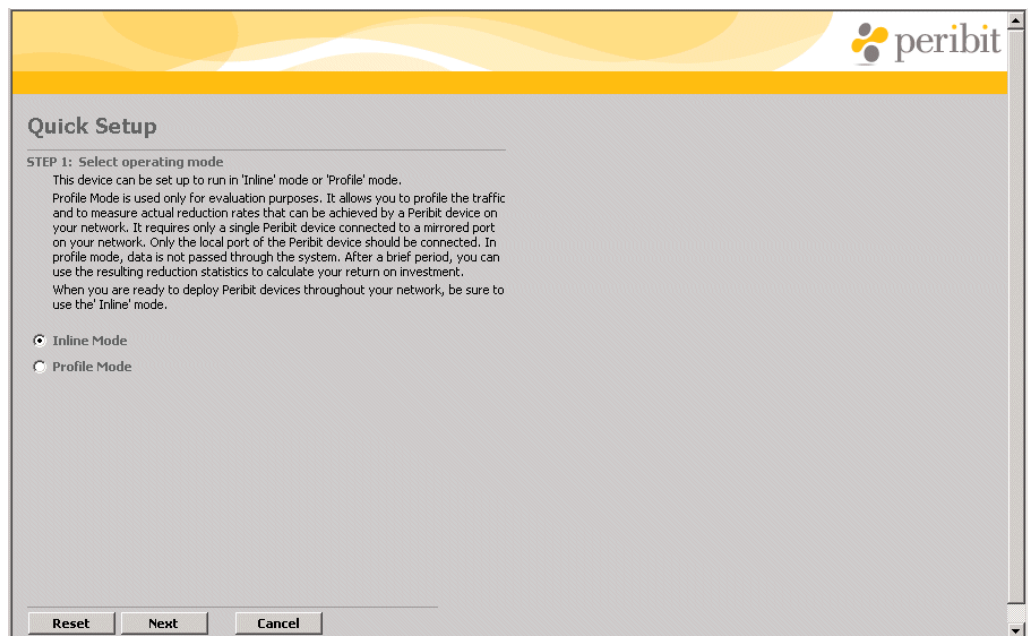 peribit
Quick Setup
STEP 1: Select operating mode
This device can be set up to run in 'Inline' mode or 'Profile' mode.
Profile Mode is used only for evaluation purposes. It allows you to profile the traffic
and to measure actual reduction rates that can be achieved by a Peribit device on
your network. It requires only a single Peribit device connected to a mirrored port
on your network. Only the local port of the Peribit device should be connected. In
profile mode, data is not passed through the system. After a brief period, you can
use the resulting reduction statistics to calculate your return on investment.
When you are ready to deploy Peribit devices throughout your network, be sure to
use the' Inline' mode.
Inline Mode
Profile Mode
Reset Next Cancel